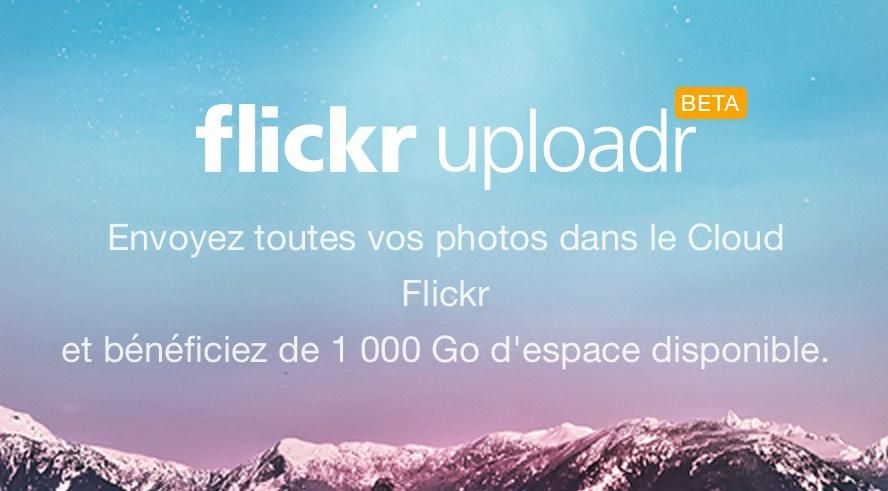 flickr uploadr BETA
Envoyez toutes vos photos dans le Cloud
Flickr
et bénéficiez de 1 000 Go d'espace disponible.